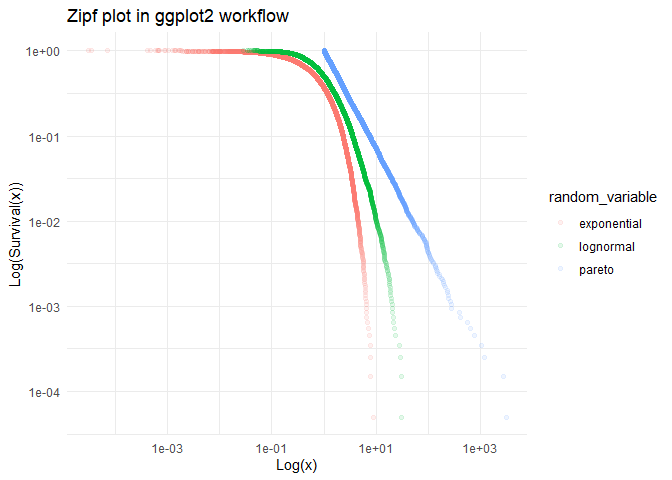 Zipf plot in ggplot2 workflow
1e+00
1e-01
1e-02
1e-03
1e-04
Log(Survival(x))
1e-03
1e-01
1e+01
1e+03
Log(x)
random_variable
exponential
lognormal
pareto